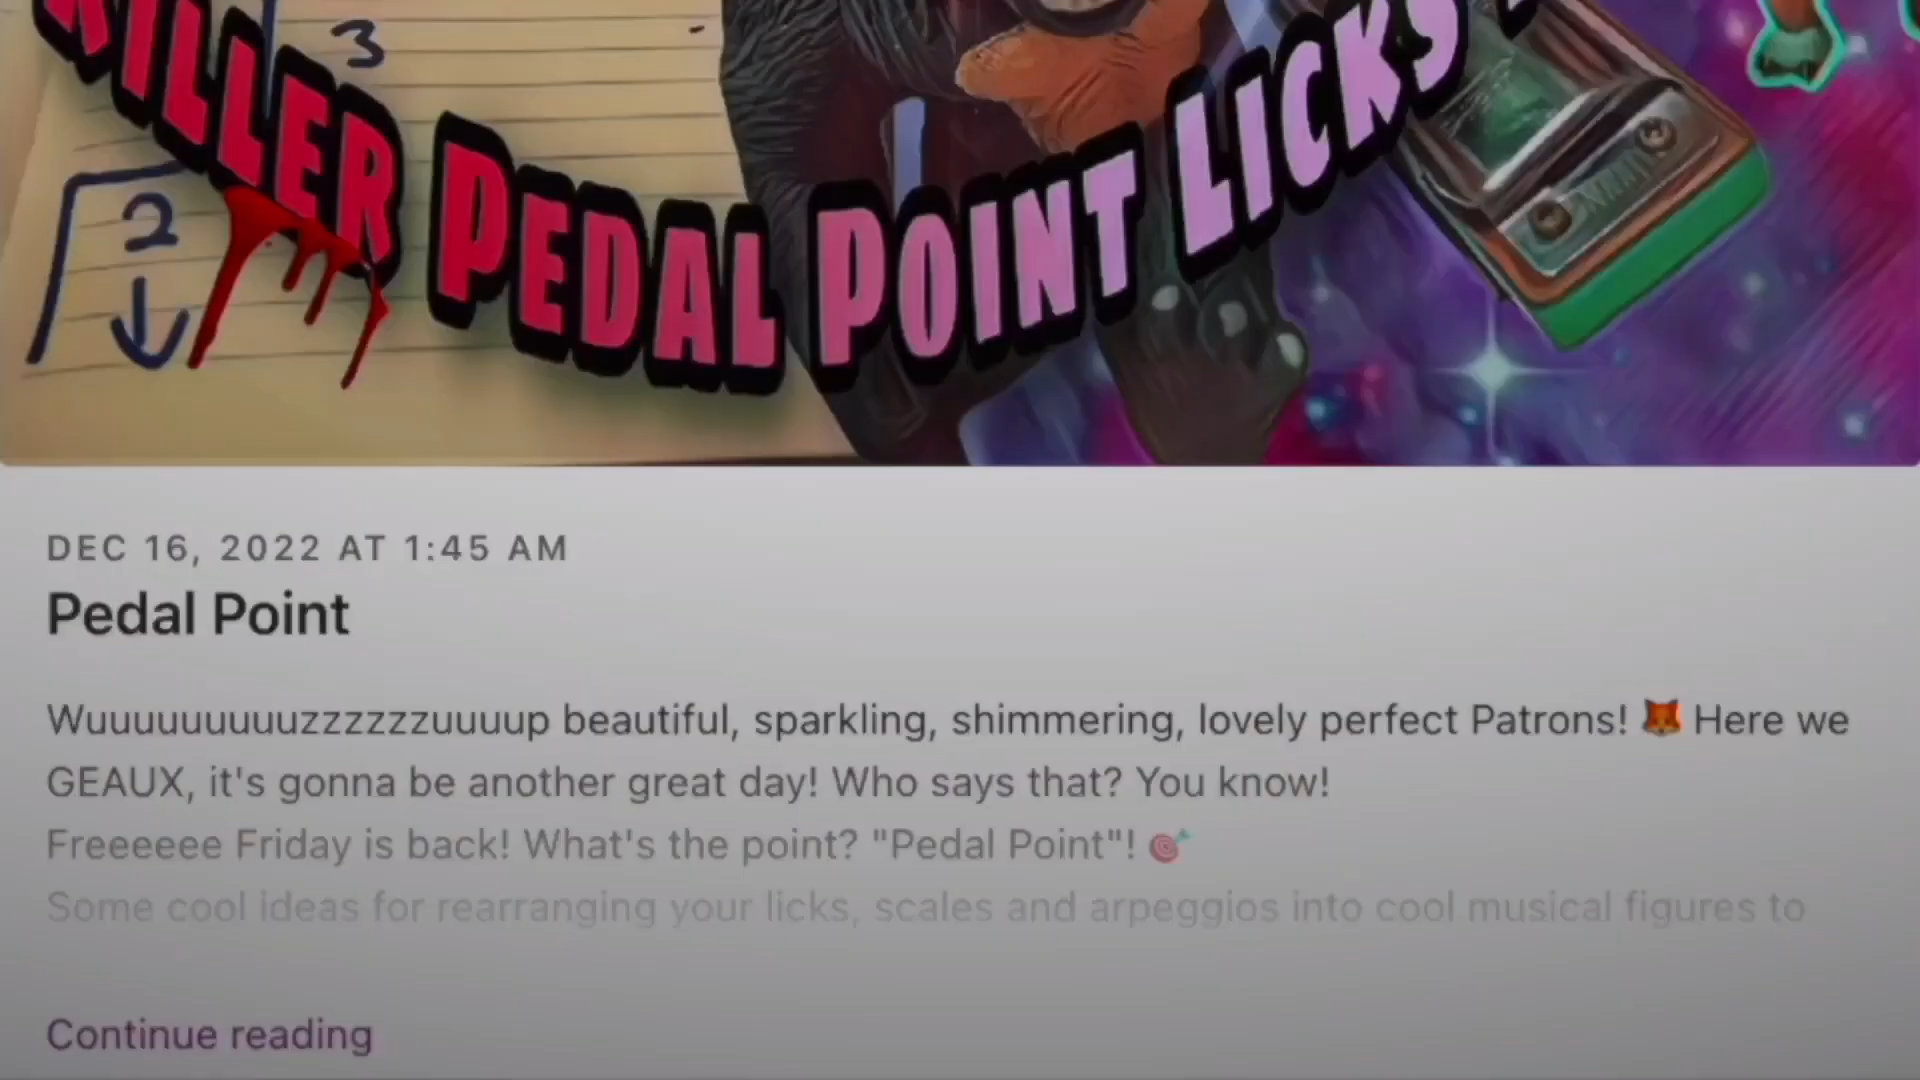 3
KILLER PEDAL POINT LICKS
2
DEC 16, 2022 AT 1:45 AM
Pedal Point
Wuuuuuuuuuzzzzzzuuuup beautiful, sparkling, shimmering, lovely perfect Patrons! 🦊 Here we
GEAUX, it's gonna be another great day! Who says that? You know!
Freeeeee Friday is back! What's the point? "Pedal Point"! 🎯
Some cool ideas for rearranging your licks, scales and arpeggios into cool musical figures to
Continue reading